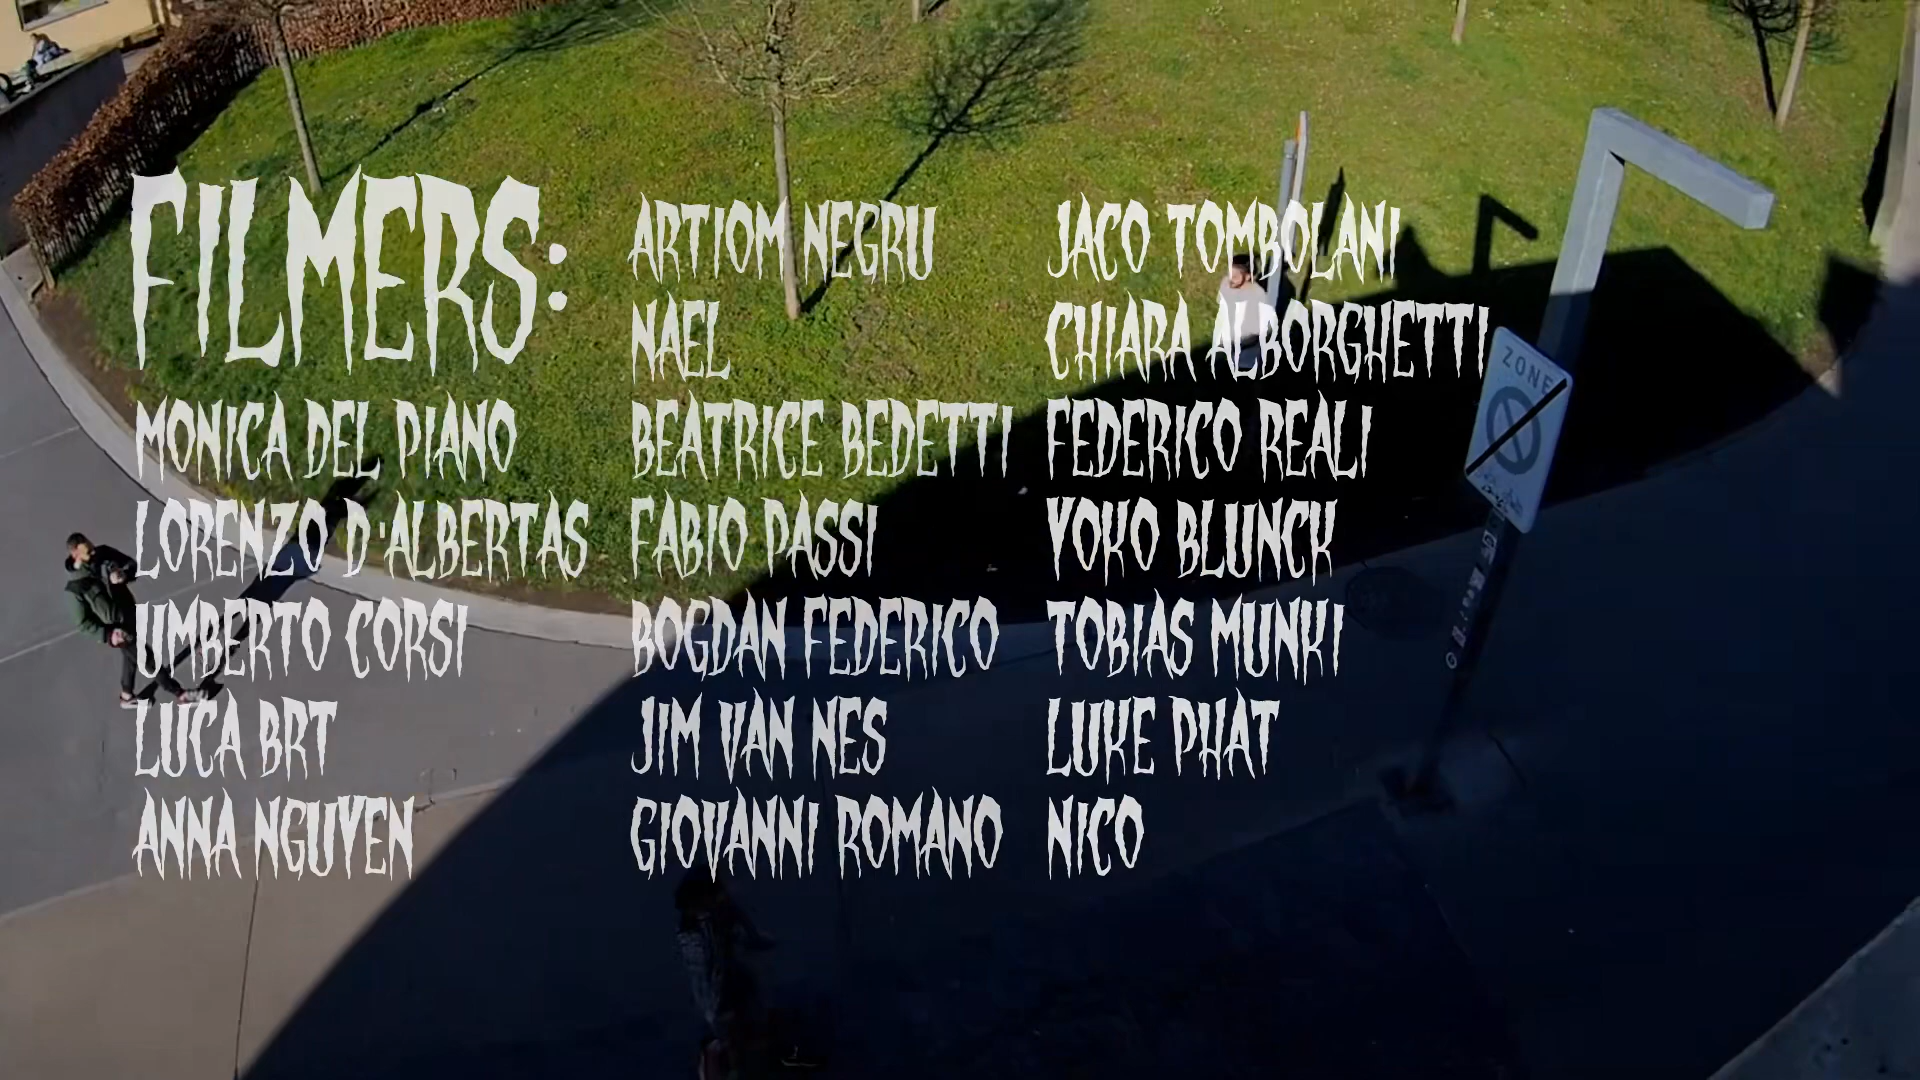 FILMERS:
MONICA DEL PIANO
LORENZO D'ALBERTAS
UMBERTO CORSI
LUCA BRT
ANNA NGUYEN
ARTIOM NEGRU
NAEL
BEATRICE BEDETTI
FABIO PASSI
BOGDAN FEDERICO
JIM VAN NES
GIOVANNI ROMANO
JACO TOMBOLANI
CHIARA ALBORGHETTI
FEDERICO REALI
YOKO BLUNCK
TOBIAS MUNKI
LUKE PHAT
NICO
ZONE